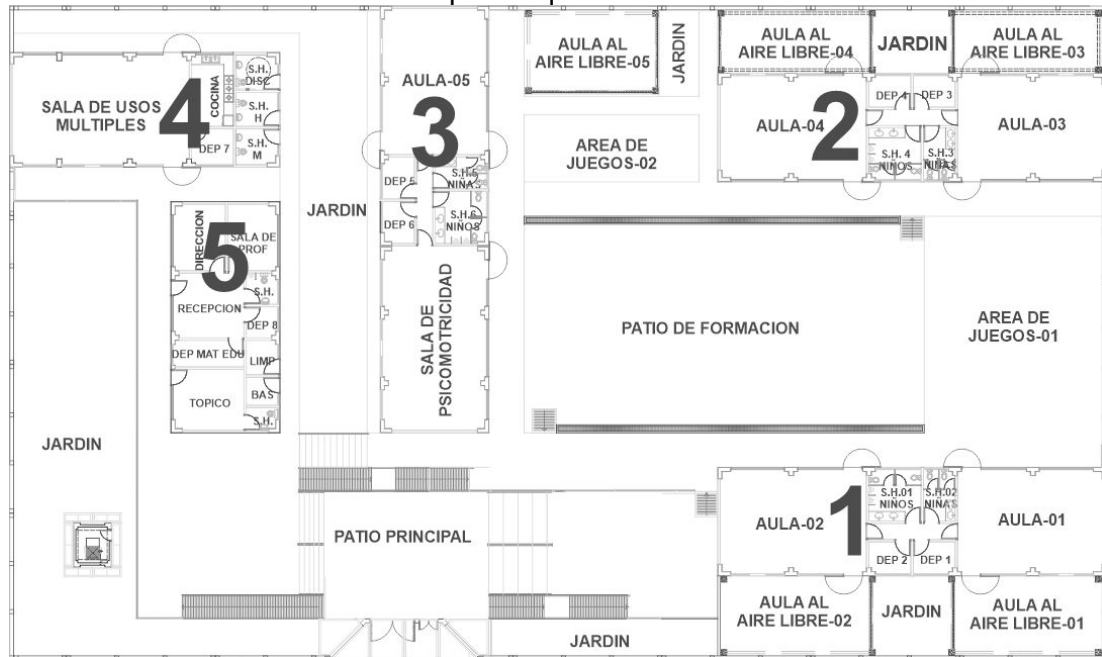 AULA AL
AIRE LIBRE-05
JARDIN
AULA AL
AIRE LIBRE-04
JARDIN
AULA AL
AIRE LIBRE-03
SALA DE USOS
MULTIPLES
4
COCINA
S.H.
DISC
S.H.
H
S.H.
M
DEP 7
AULA-05
3
DEP 5
S.H.5
NIÑAS
DEP 6
S.H.6
NIÑOS
SALA DE
PSICOMOTRICIDAD
AREA DE
JUEGOS-02
AULA-04
2
DEP 4
DEP 3
S.H. 4
NIÑOS
S.H.3
NIÑAS
AULA-03
JARDIN
DIRECCION
5
SALA DE
PROF
RECEPCION
S.H.
DEP 8
DEP MAT EDU
LIMP
TOPICO
BAS
S.H.
PATIO DE FORMACION
AREA DE
JUEGOS-01
JARDIN
PATIO PRINCIPAL
AULA-02
1
S.H.01
NIÑOS
S.H.02
NIÑAS
DEP 2
DEP 1
AULA-01
AULA AL
AIRE LIBRE-02
JARDIN
AULA AL
AIRE LIBRE-01
JARDIN